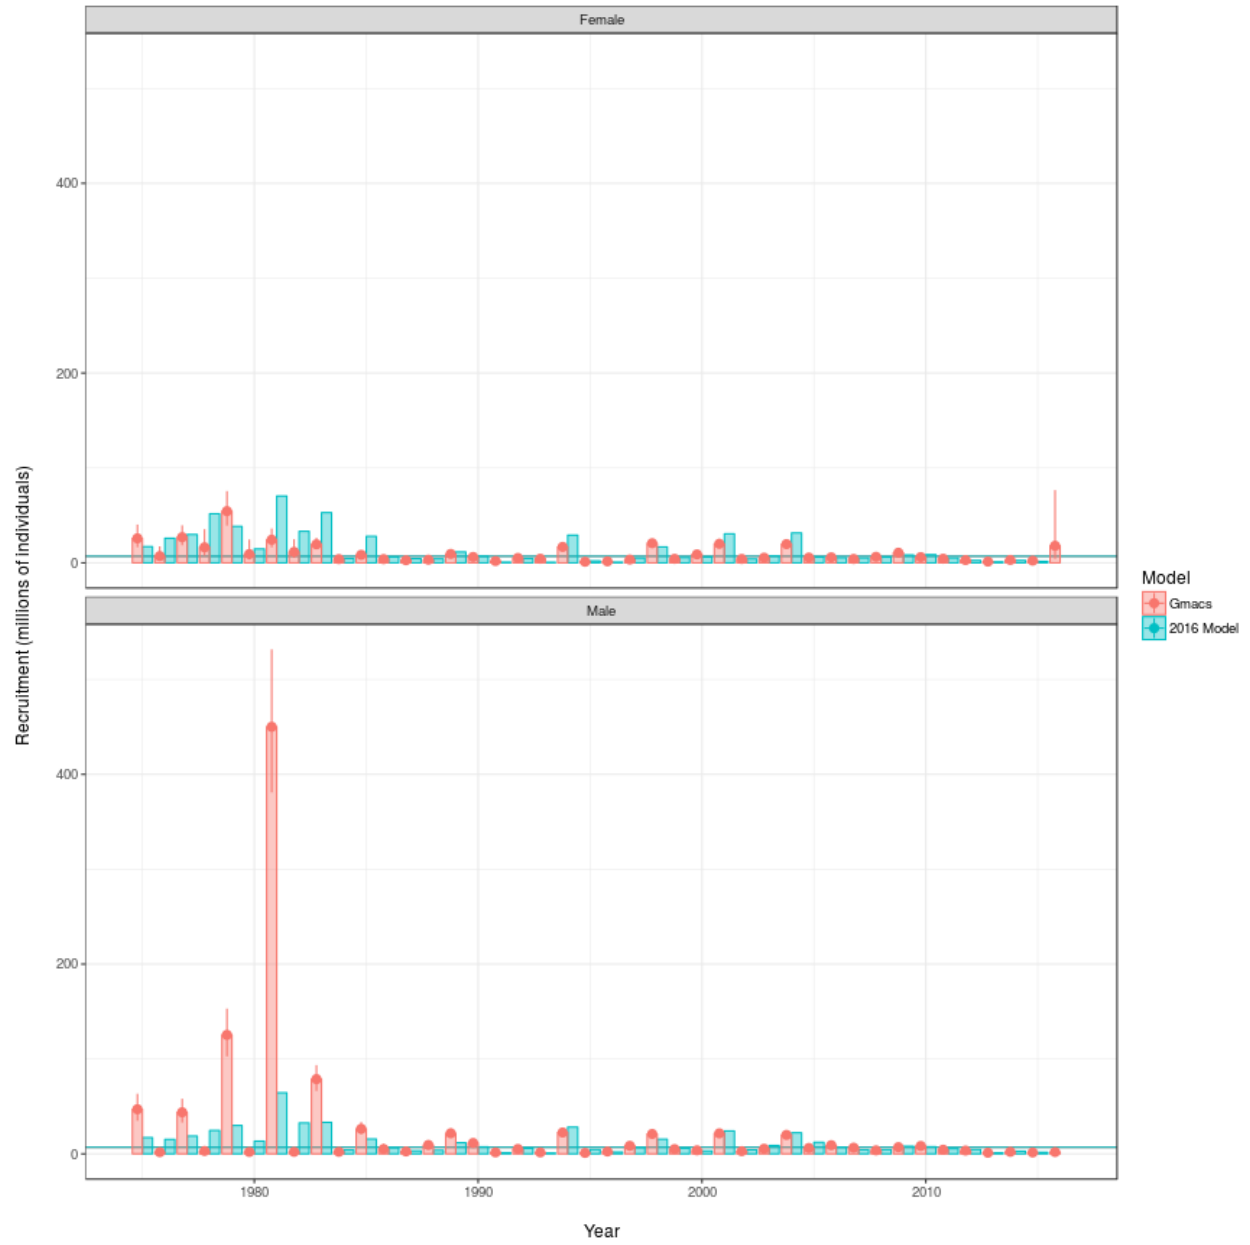 Female
400
200
0
Male
400
200
0
1980
1990
2000
2010
Year
Recruitment (millions of individuals)
Model
Gmacs
2016 Model